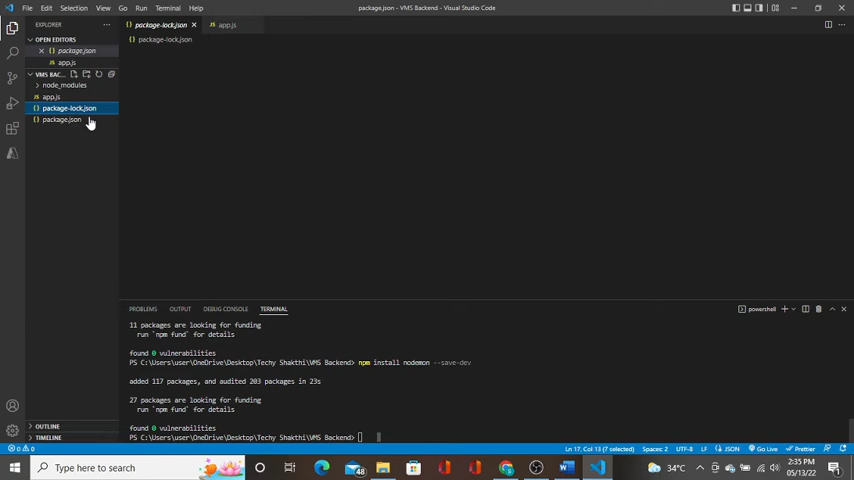 File Edit Selection View Go Run Terminal Help
package.json - VMS Backend - Visual Studio Code
EXPLORER
OPEN EDITORS
package.json
app.js
VMS BAC...
node_modules
app.js
package-lock.json
package.json
OUTLINE
TIMELINE
package-lock.json
app.js
package-lock.json
PROBLEMS OUTPUT DEBUG CONSOLE TERMINAL
powershell
11 packages are looking for funding
run `npm fund` for details
found 0 vulnerabilities
PS C:\Users\user\OneDrive\Desktop\Techy Shakthi\VMS Backend> npm install nodemon --save-dev
added 117 packages, and audited 203 packages in 23s
27 packages are looking for funding
run `npm fund` for details
found 0 vulnerabilities
PS C:\Users\user\OneDrive\Desktop\Techy Shakthi\VMS Backend>
0 0
Ln 17, Col 13 (7 selected) Spaces: 2 UTF-8 LF JSON Go Live Prettier
Type here to search
48
34°C
2:35 PM
05/13/22
1